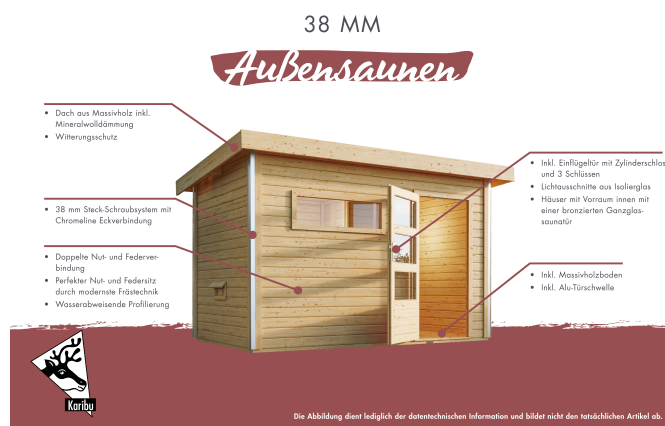 38 MM
Außensaunen
• Dach aus Massivholz inkl.
Mineralwolldämmung
• Witterungsschutz
• 38 mm Steck-Schraubsystem mit
Chromeline Eckverbindung
• Doppelte Nut- und Federver-
bindung
• Perfekter Nut- und Federsitz
durch modernste Frästechnik
• Wasserabweisende Profilierung
• Inkl. Einflügeltür mit Zylinderschlos
und 3 Schlüssen
• Lichtausschnitte aus Isolierglas
• Häuser mit Vorraum innen mit
einer bronzierten Ganzglas-
saunatür
• Inkl. Massivholzboden
• Inkl. Alu-Türschwelle
Karibu
Die Abbildung dient lediglich der datentechnischen Information und bildet nicht den tatsächlichen Artikel ab.